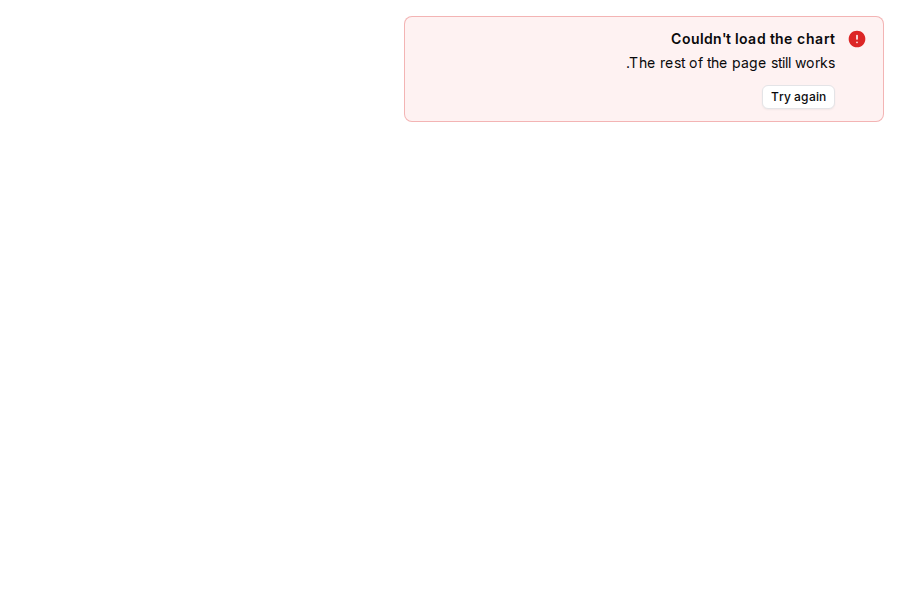 Couldn't load the chart
.The rest of the page still works
Try again